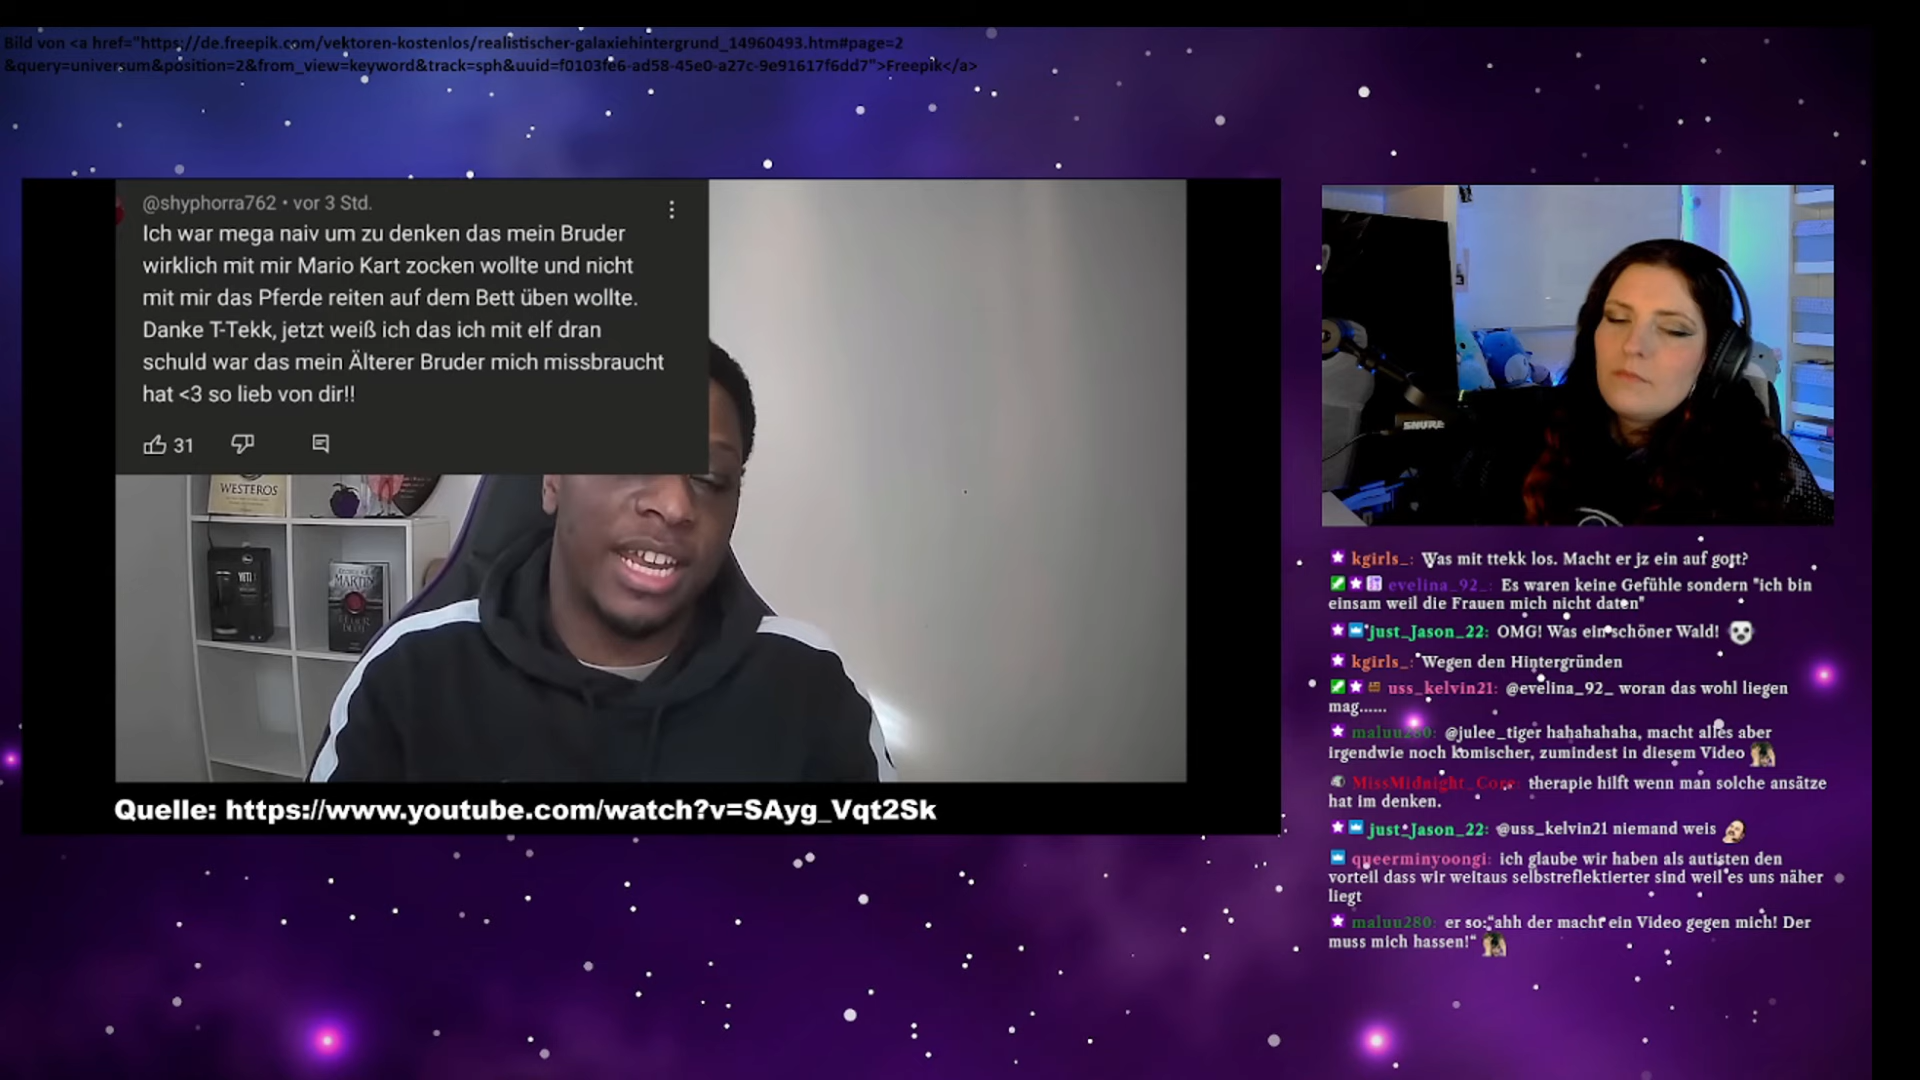 Bild von <a href="https://de.freepik.com/vektoren-kostenlos/realistischer-galaxiehintergrund_14960493.htm#page=2
&query=universum&position=2&from_view=keyword&track=sph&uuid=f0103fe6-ad58-45e0-a27c-9e91617f6dd7">Freepik</a>
@shyphorra762 • vor 3 Std.
Ich war mega naiv um zu denken das mein Bruder
wirklich mit mir Mario Kart zocken wollte und nicht
mit mir das Pferde reiten auf dem Bett üben wollte.
Danke T-Tekk, jetzt weiß ich das ich mit elf dran
schuld war das mein Älterer Bruder mich missbraucht
hat <3 so lieb von dir!!
31
WESTEROS
MARTIN
Quelle: https://www.youtube.com/watch?v=SAyg_Vqt2Sk
SHURE
kgirls_: Was mit ttekk los. Macht er jz ein auf gott?
evelina_92_: Es waren keine Gefühle sondern "ich bin
einsam weil die Frauen mich nicht daten"
just_Jason_22: OMG! Was ein schöner Wald!
kgirls_: Wegen den Hintergründen
uss_kelvin21: @evelina_92_ woran das wohl liegen
mag......
maluu280: @julee_tiger hahahahaha, macht alles aber
irgendwie noch komischer, zumindest in diesem Video
MissMidnight_Core: therapie hilft wenn man solche ansätze
hat im denken.
just_Jason_22: @uss_kelvin21 niemand weis
queerminyoongi: ich glaube wir haben als autisten den
vorteil dass wir weitaus selbstreflektierter sind weil es uns näher
liegt
maluu280: er so:“ahh der macht ein Video gegen mich! Der
muss mich hassen!“